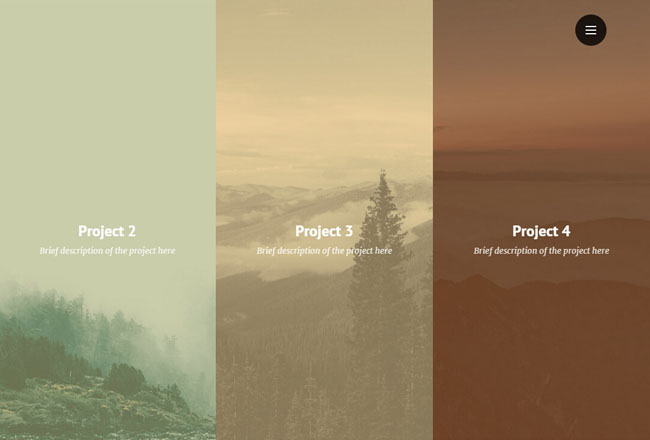 Project 2
Brief description of the project here
Project 3
Brief description of the project here
Project 4
Brief description of the project here